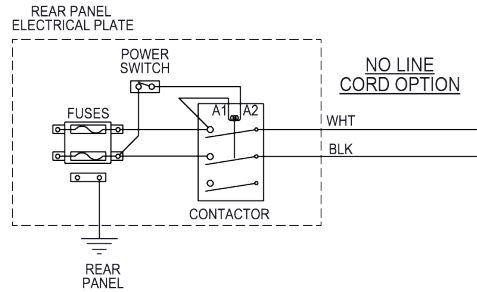 REAR PANEL
ELECTRICAL PLATE
POWER
SWITCH
NO LINE
CORD OPTION
FUSES
A1 A2
WHT
BLK
CONTACTOR
REAR
PANEL